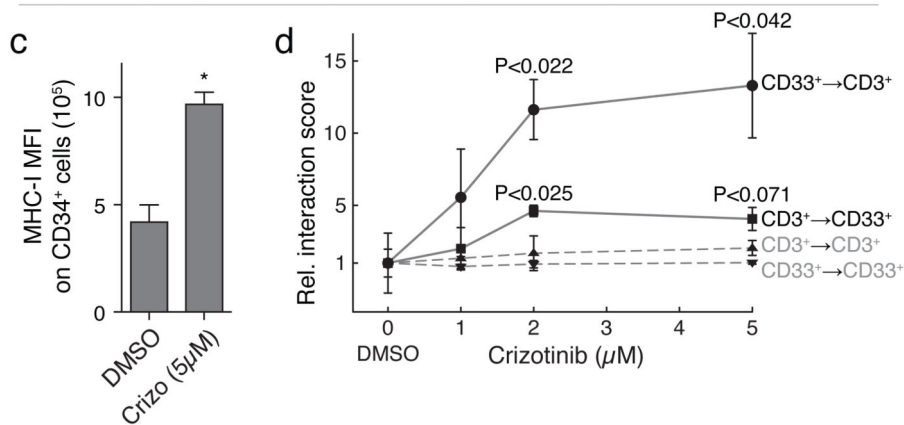 c
MHC-I MFI
on CD34⁺ cells (10⁵)
10
5
0
*
DMSO
Crizo (5µM)
d
Rel. interaction score
15
10
5
1
P<0.022
P<0.042
P<0.025
P<0.071
CD33⁺→CD3⁺
CD3⁺→CD33⁺
CD3⁺→CD3⁺
CD33⁺→CD33⁺
0 1 2 3 4 5
DMSO
Crizotinib (µM)